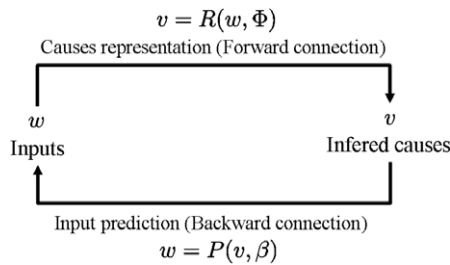 v = R(w, Φ)
Causes representation (Forward connection)
w
v
Inputs
Infered causes
Input prediction (Backward connection)
w = P(v, β)